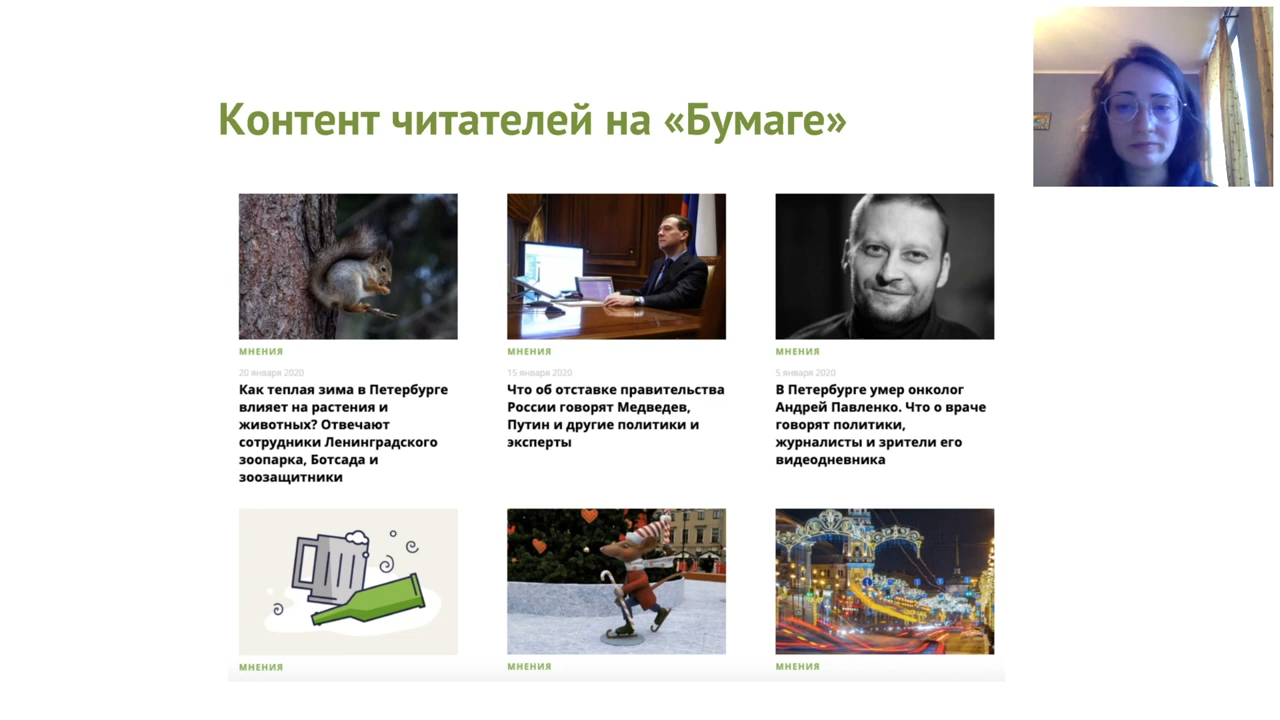 Контент читателей на «Бумаге»
МНЕНИЯ
20 января 2020
Как теплая зима в Петербурге
влияет на растения и
животных? Отвечают
сотрудники Ленинградского
зоопарка, Ботсада и
зоозащитники
МНЕНИЯ
15 января 2020
Что об отставке правительства
России говорят Медведев,
Путин и другие политики и
эксперты
МНЕНИЯ
5 января 2020
В Петербурге умер онколог
Андрей Павленко. Что о враче
говорят политики,
журналисты и зрители его
видеодневника
МНЕНИЯ
МНЕНИЯ
МНЕНИЯ